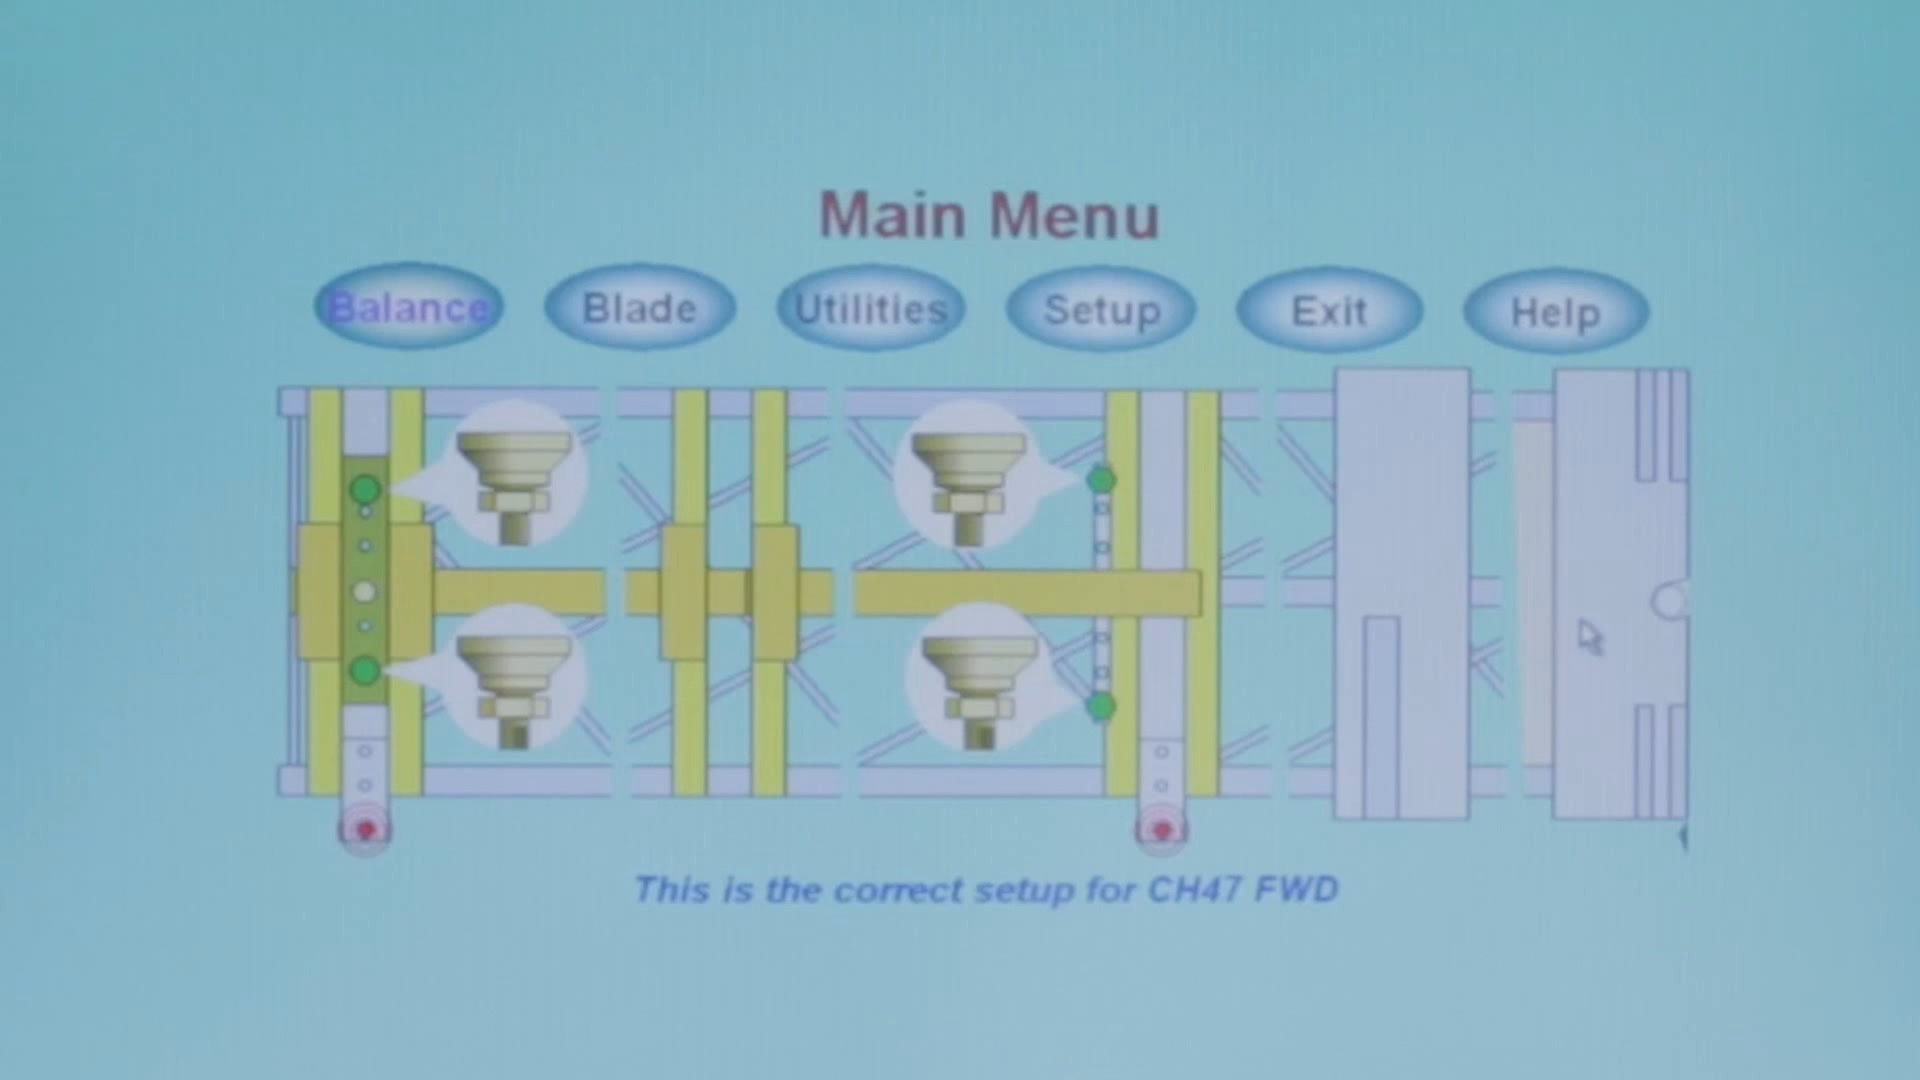 Main Menu
Balance Blade Utilities Setup Exit Help
This is the correct setup for CH47 FWD